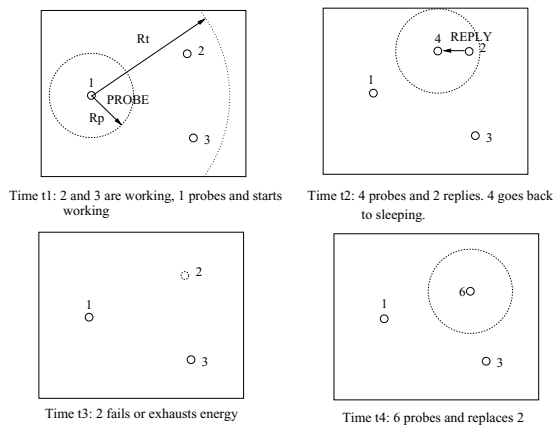 Rt
2
1
PROBE
Rp
3
Time t1: 2 and 3 are working, 1 probes and starts
working
REPLY
4
2
1
3
Time t2: 4 probes and 2 replies. 4 goes back
to sleeping.
2
1
3
Time t3: 2 fails or exhausts energy
6
1
3
Time t4: 6 probes and replaces 2